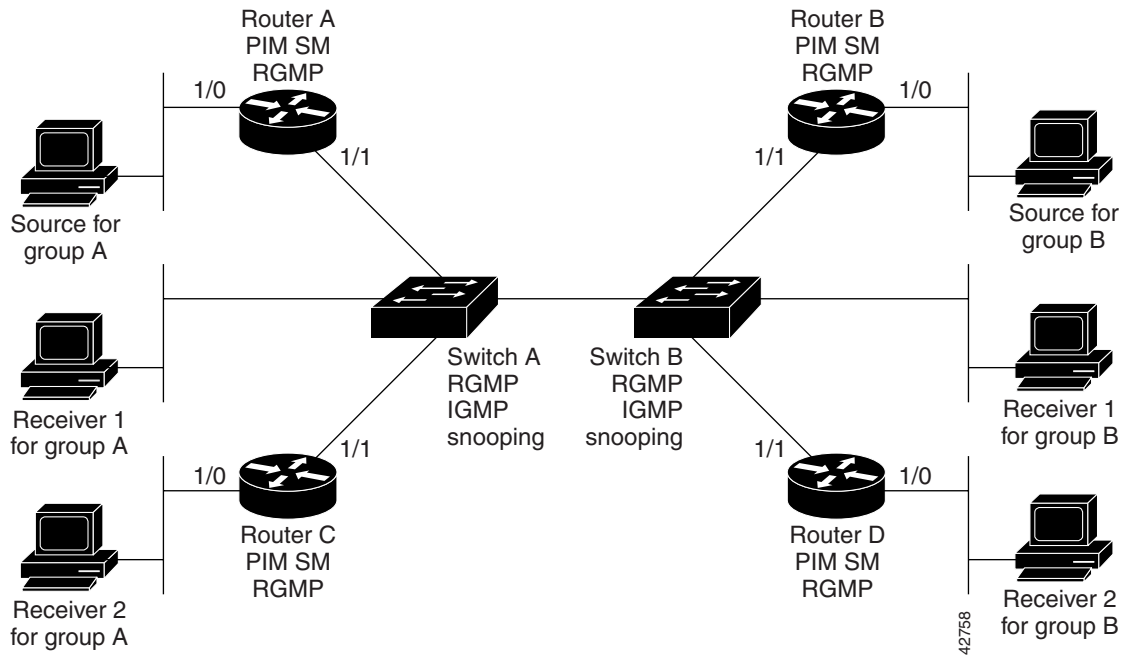 Router A
PIM SM
RGMP
Router B
PIM SM
RGMP
1/0
1/0
1/1
1/1
Source for
group A
Source for
group B
Switch A
RGMP
IGMP
snooping
Switch B
RGMP
IGMP
snooping
Receiver 1
for group A
Receiver 1
for group B
1/1
1/1
1/0
1/0
Router C
PIM SM
RGMP
Router D
PIM SM
RGMP
Receiver 2
for group A
Receiver 2
for group B
42758